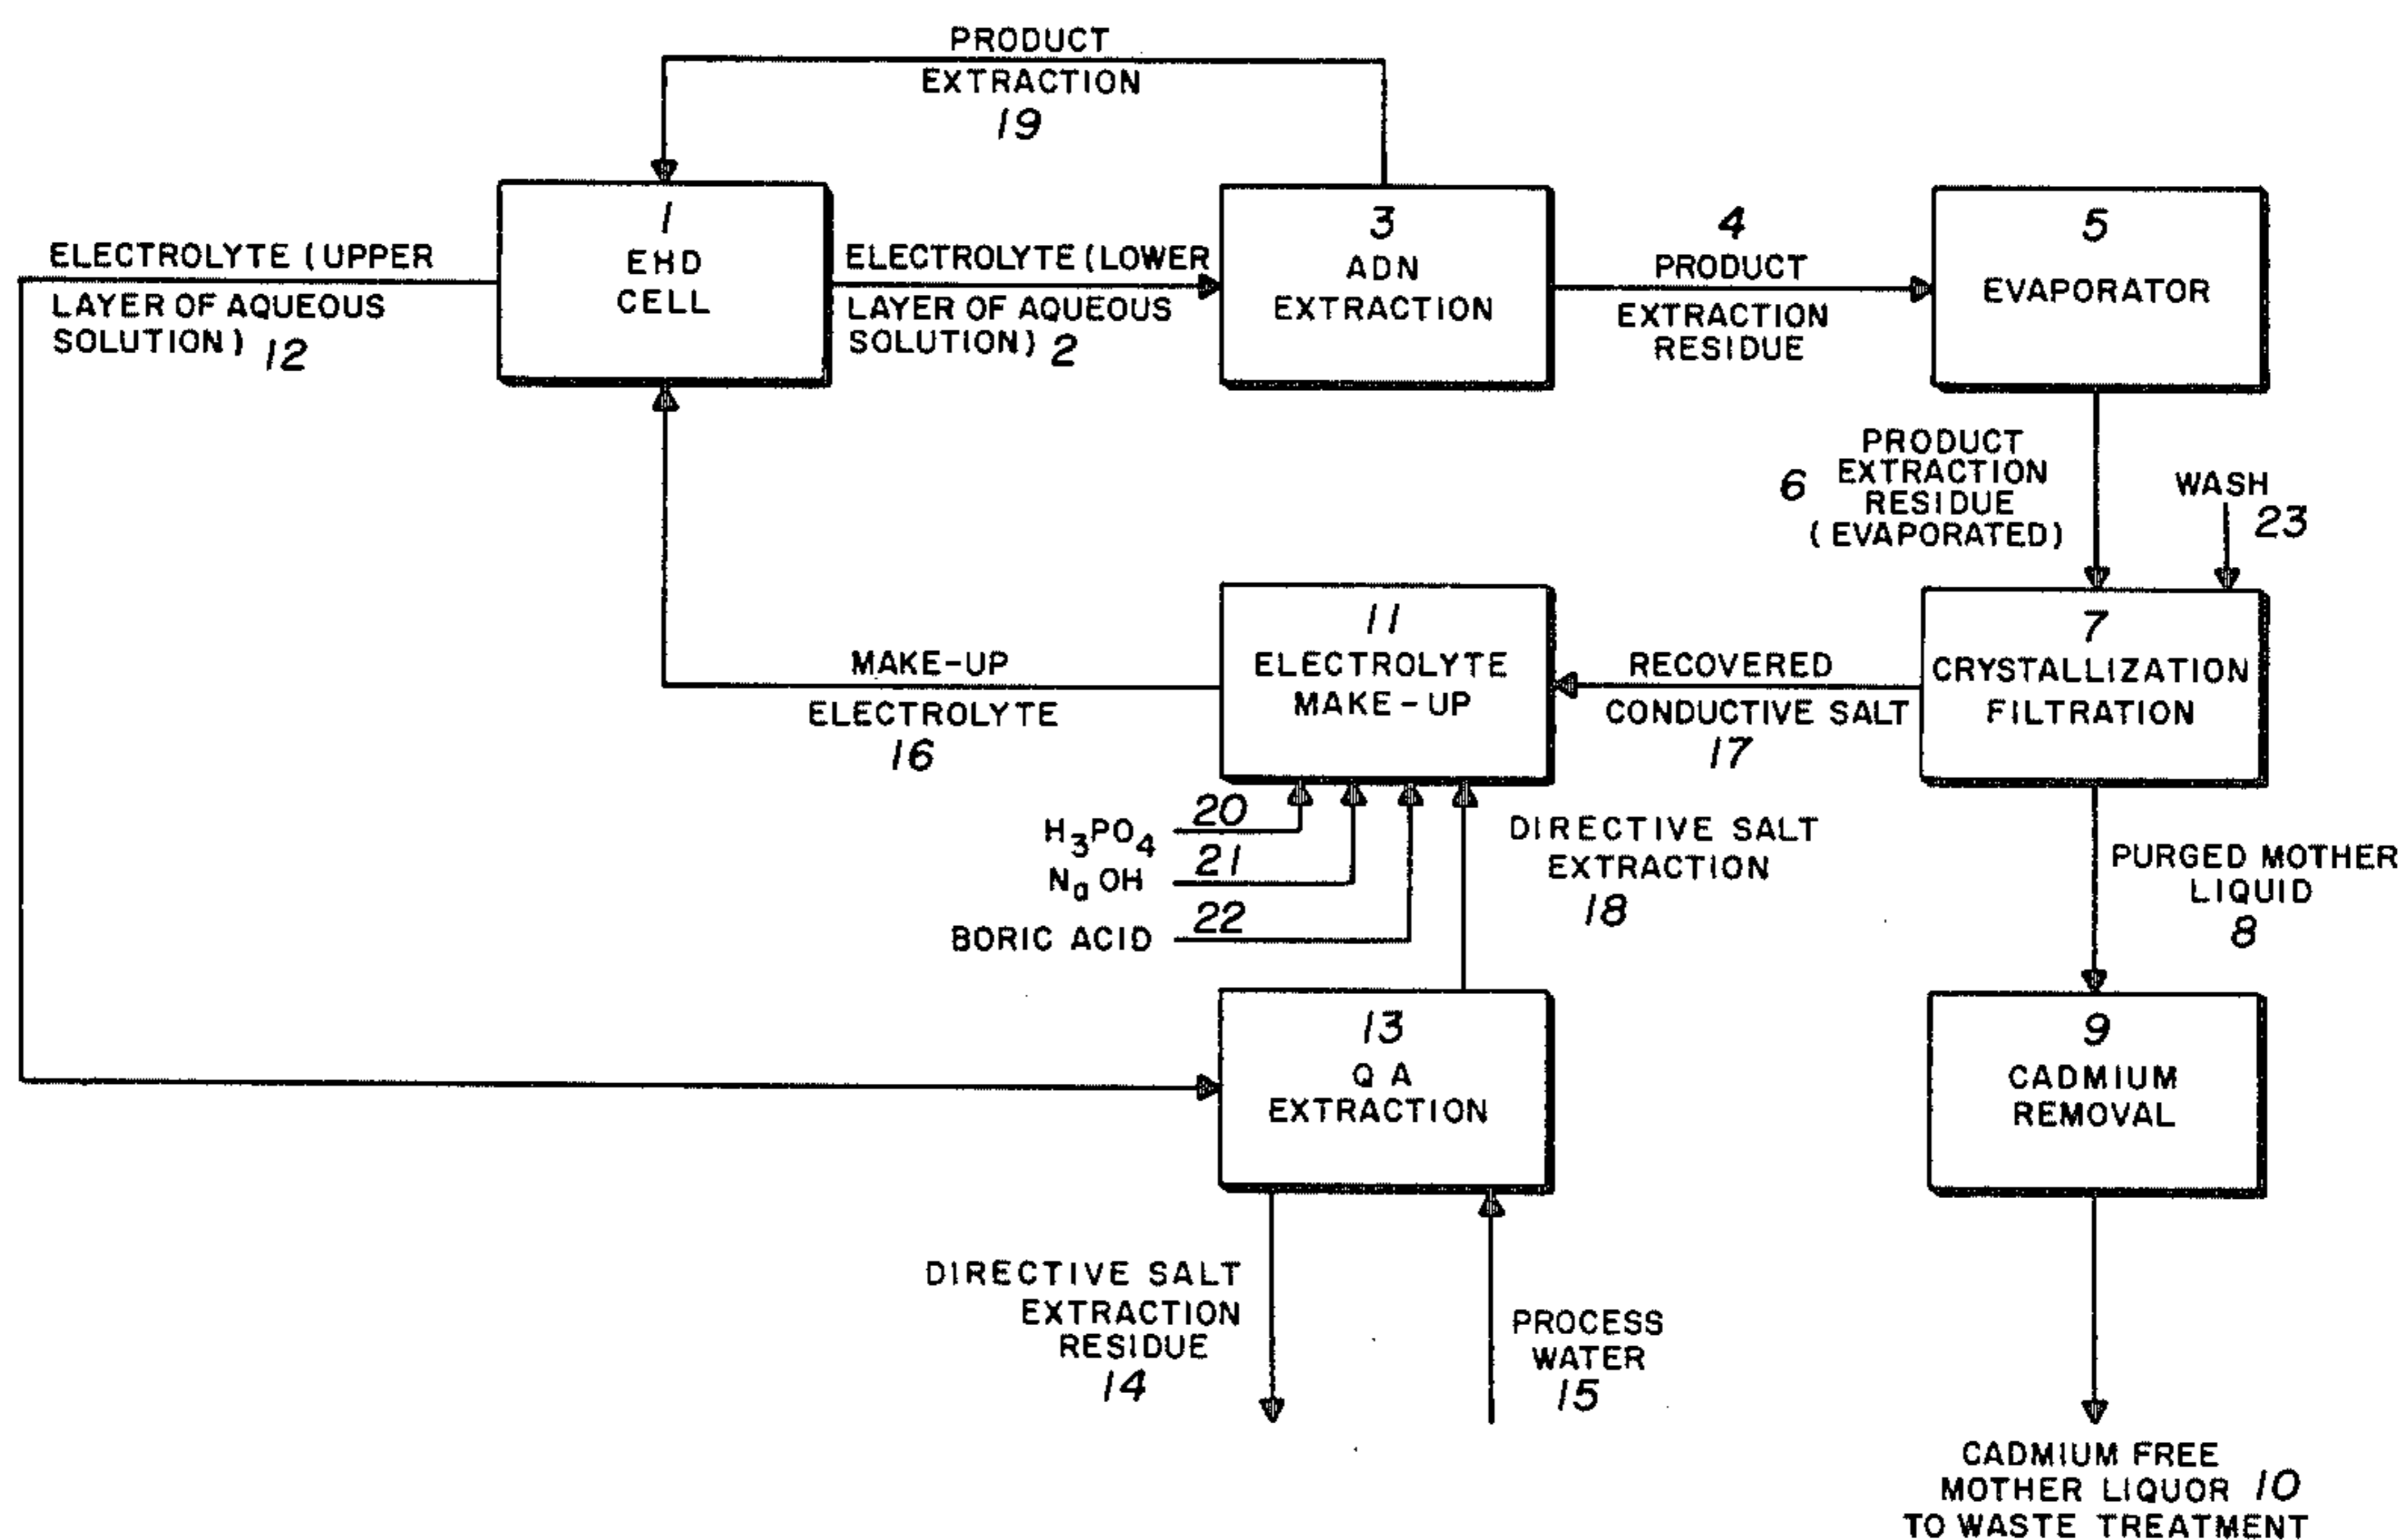 PRODUCT
EXTRACTION
19
1
EHD
CELL
ELECTROLYTE (UPPER
LAYER OF AQUEOUS
SOLUTION) 12
ELECTROLYTE (LOWER
LAYER OF AQUEOUS
SOLUTION) 2
3
ADN
EXTRACTION
4
PRODUCT
EXTRACTION
RESIDUE
5
EVAPORATOR
6 PRODUCT
EXTRACTION
RESIDUE
(EVAPORATED)
WASH
23
7
CRYSTALLIZATION
FILTRATION
RECOVERED
CONDUCTIVE SALT
17
11
ELECTROLYTE
MAKE-UP
MAKE-UP
ELECTROLYTE
16
H3PO4 20
NaOH 21
BORIC ACID 22
DIRECTIVE SALT
EXTRACTION
18
PURGED MOTHER
LIQUID
8
13
QA
EXTRACTION
9
CADMIUM
REMOVAL
DIRECTIVE SALT
EXTRACTION
RESIDUE
14
PROCESS
WATER
15
CADMIUM FREE
MOTHER LIQUOR 10
TO WASTE TREATMENT